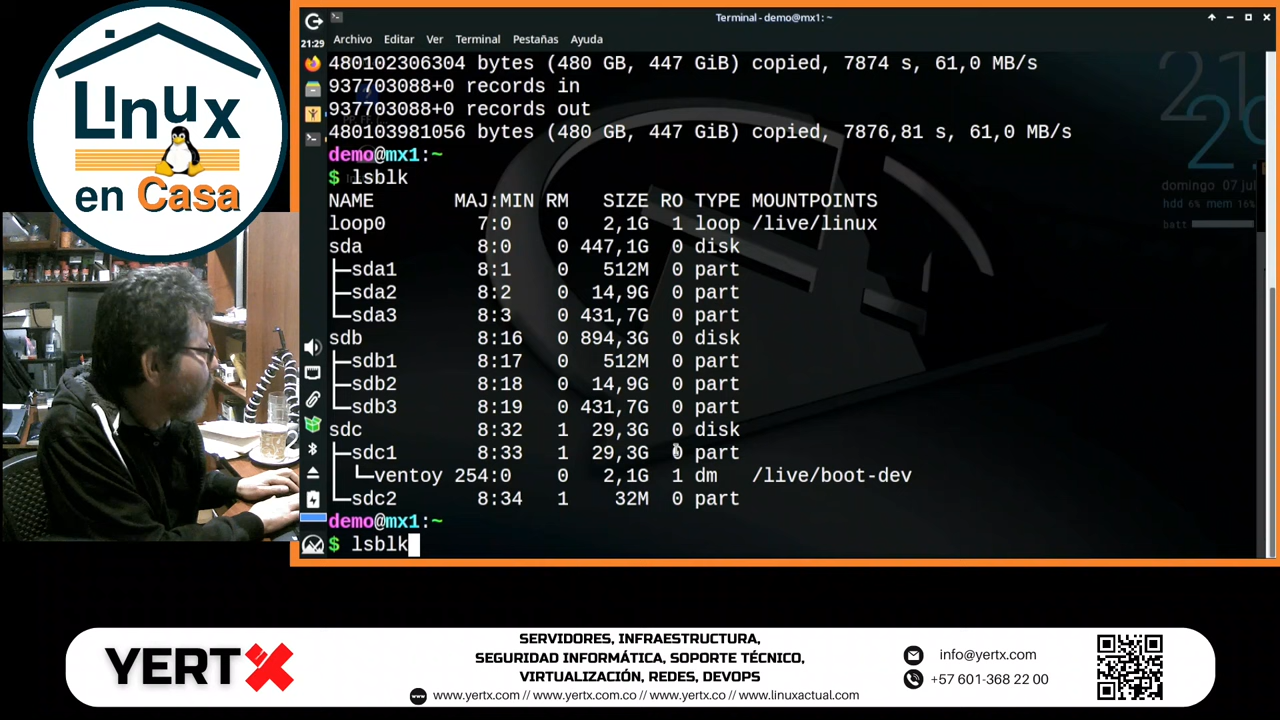 Linux
en Casa
Terminal - demo@mx1: ~
21:29
Archivo Editar Ver Terminal Pestañas Ayuda
480102306304 bytes (480 GB, 447 GiB) copied, 7874 s, 61,0 MB/s
937703088+0 records in
937703088+0 records out
480103981056 bytes (480 GB, 447 GiB) copied, 7876,81 s, 61,0 MB/s
demo@mx1:~
$ lsblk
NAME MAJ:MIN RM SIZE RO TYPE MOUNTPOINTS
loop0 7:0 0 2,1G 1 loop /live/linux
sda 8:0 0 447,1G 0 disk
├─sda1 8:1 0 512M 0 part
├─sda2 8:2 0 14,9G 0 part
└─sda3 8:3 0 431,7G 0 part
sdb 8:16 0 894,3G 0 disk
├─sdb1 8:17 0 512M 0 part
├─sdb2 8:18 0 14,9G 0 part
└─sdb3 8:19 0 431,7G 0 part
sdc 8:32 1 29,3G 0 disk
├─sdc1 8:33 1 29,3G 0 part
│ └─ventoy 254:0 0 2,1G 1 dm /live/boot-dev
└─sdc2 8:34 1 32M 0 part
demo@mx1:~
$ lsblk
21
29
domingo 07 jul
hdd 6% mem 16%
batt
YERTX
SERVIDORES, INFRAESTRUCTURA,
SEGURIDAD INFORMÁTICA, SOPORTE TÉCNICO,
VIRTUALIZACIÓN, REDES, DEVOPS
www.yertx.com // www.yertx.com.co // www.yertx.co // www.linuxactual.com
info@yertx.com
+57 601-368 22 00